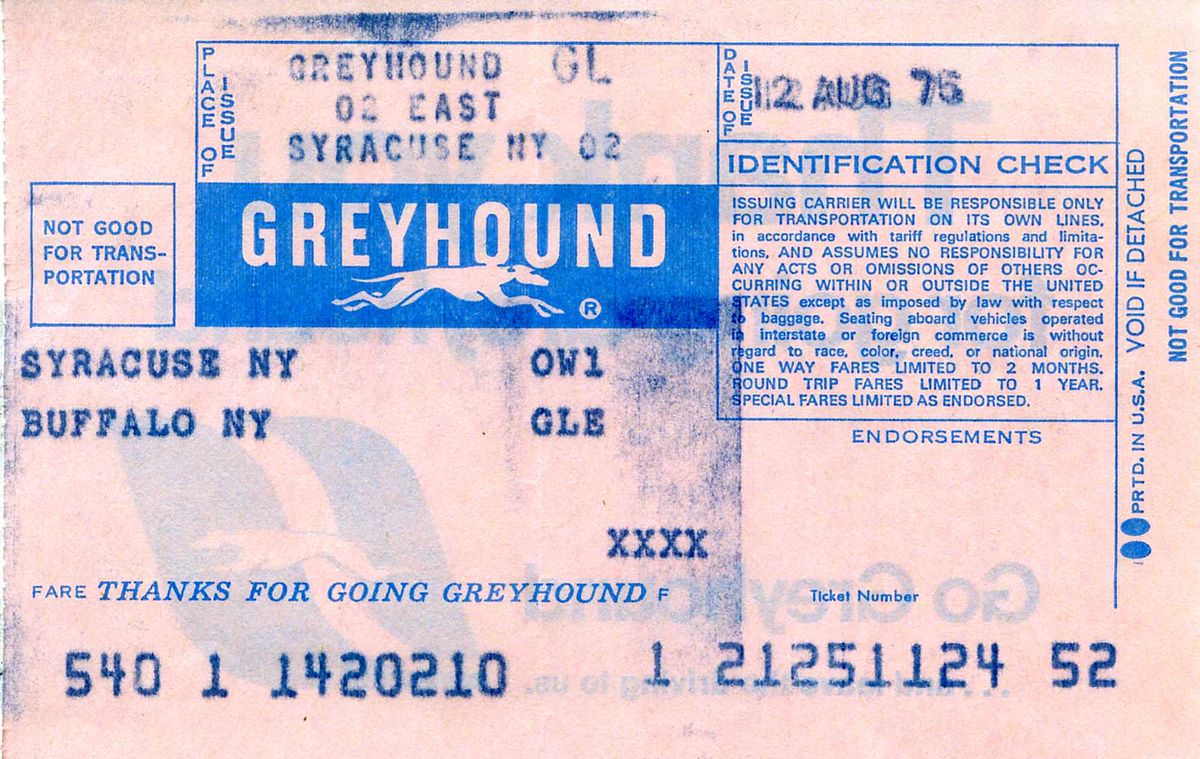 PLACE OF
ISSUE
GREYHOUND GL
02 EAST
SYRACUSE NY 02
DATE OF
ISSUE
12 AUG 75
IDENTIFICATION CHECK
NOT GOOD
FOR TRANS-
PORTATION
GREYHOUND
®
ISSUING CARRIER WILL BE RESPONSIBLE ONLY
FOR TRANSPORTATION ON ITS OWN LINES,
in accordance with tariff regulations and limita-
tions, AND ASSUMES NO RESPONSIBILITY FOR
ANY ACTS OR OMISSIONS OF OTHERS OC-
CURRING WITHIN OR OUTSIDE THE UNITED
STATES except as imposed by law with respect
to baggage. Seating aboard vehicles operated
in interstate or foreign commerce is without
regard to race, color, creed, or national origin.
ONE WAY FARES LIMITED TO 2 MONTHS.
ROUND TRIP FARES LIMITED TO 1 YEAR.
SPECIAL FARES LIMITED AS ENDORSED.
SYRACUSE NY OW1
BUFFALO NY GLE
ENDORSEMENTS
XXXX
FARE THANKS FOR GOING GREYHOUND F
Ticket Number
540 1 1420210 1 21251124 52
PRTD. IN U.S.A. VOID IF DETACHED
NOT GOOD FOR TRANSPORTATION
Go Greyhound